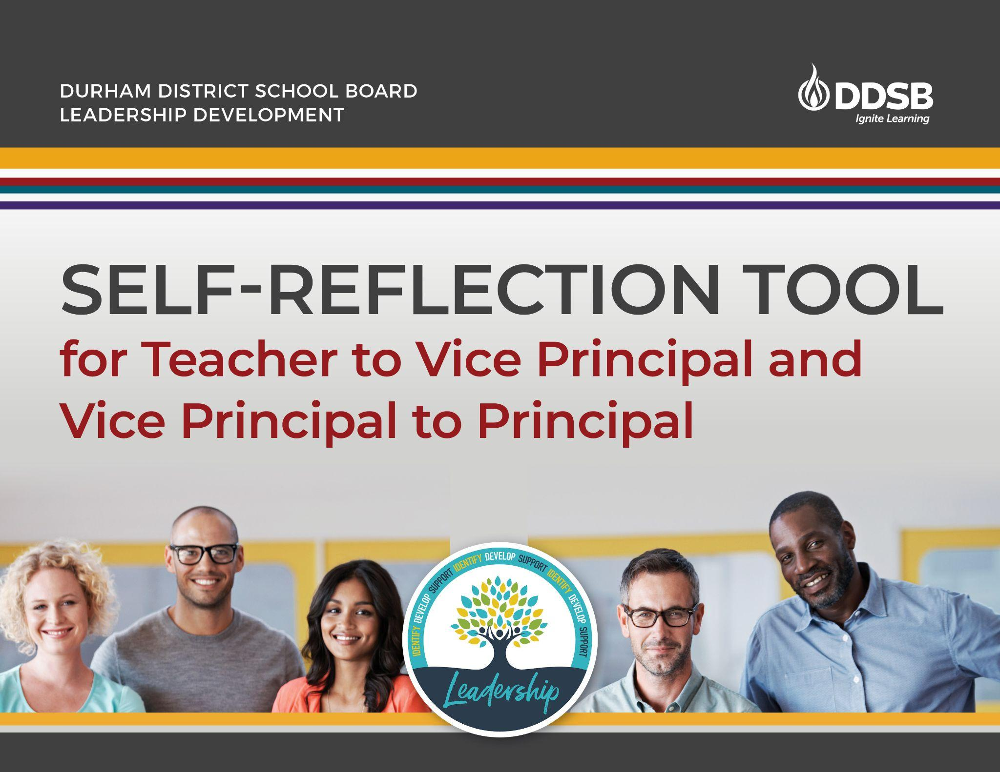 DURHAM DISTRICT SCHOOL BOARD
LEADERSHIP DEVELOPMENT
DDSB
Ignite Learning
SELF-REFLECTION TOOL
for Teacher to Vice Principal and
Vice Principal to Principal
IDENTIFY DEVELOP SUPPORT IDENTIFY DEVELOP SUPPORT IDENTIFY DEVELOP SUPPORT
Leadership